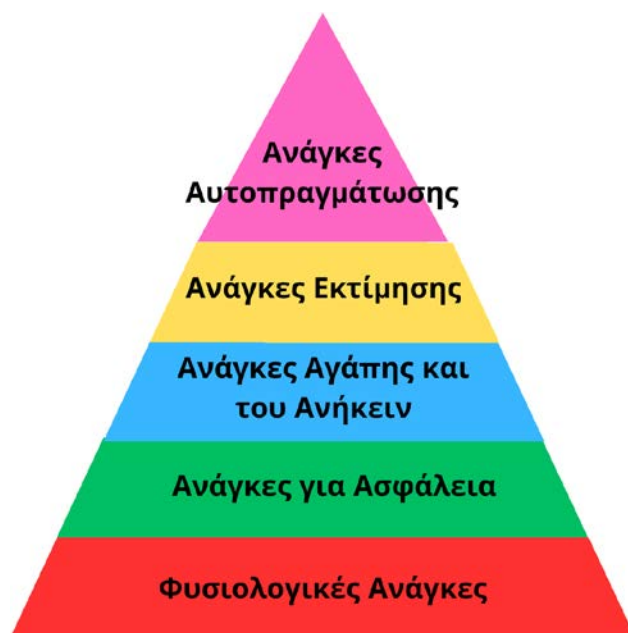 Ανάγκες
Αυτοπραγμάτωσης
Ανάγκες Εκτίμησης
Ανάγκες Αγάπης και
του Ανήκειν
Ανάγκες για Ασφάλεια
Φυσιολογικές Ανάγκες